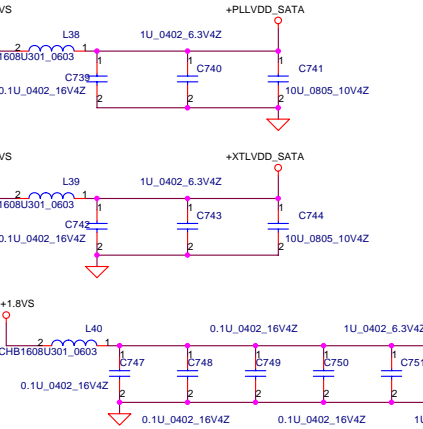 VS
+PLLVDD_SATA
L38
1U_0402_6.3V4Z
2
1
1608U301_0603
1
1
1
C739
C740
C741
0.1U_0402_16V4Z
10U_0805_10V4Z
2
2
2
VS
+XTLVDD_SATA
L39
1U_0402_6.3V4Z
2
1
1608U301_0603
1
1
1
C742
C743
C744
0.1U_0402_16V4Z
10U_0805_10V4Z
2
2
2
+1.8VS
L40
0.1U_0402_16V4Z
1U_0402_6.3V4Z
2
1
CHB1608U301_0603
1
1
1
1
1
C747
C748
C749
C750
C751
0.1U_0402_16V4Z
2
2
2
2
2
0.1U_0402_16V4Z
0.1U_0402_16V4Z
1U